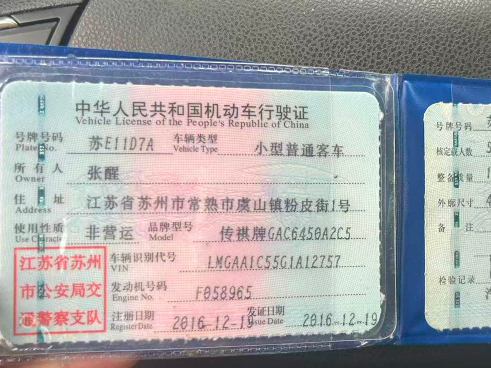 中华人民共和国机动车行驶证
Vehicle License of the People's Republic of China
号牌号码 苏E11D7A 车辆类型 小型普通客车
Plate No. Vehicle Type
所有人 张醒
Owner
住址 江苏省苏州市常熟市虞山镇粉皮街1号
Address
使用性质 非营运 品牌型号 传祺牌GAC6450A2C5
Use Character Model
江苏省苏州
市公安局交
通警察支队
车辆识别代号 LMGAA1C55G1A12757
VIN
发动机号码 F058965
Engine No.
注册日期 2016-12-19 发证日期 2016-12-19
Register Date Issue Date
号牌号码
核定载人数
整备质量
外廓尺寸
备注
检验记录